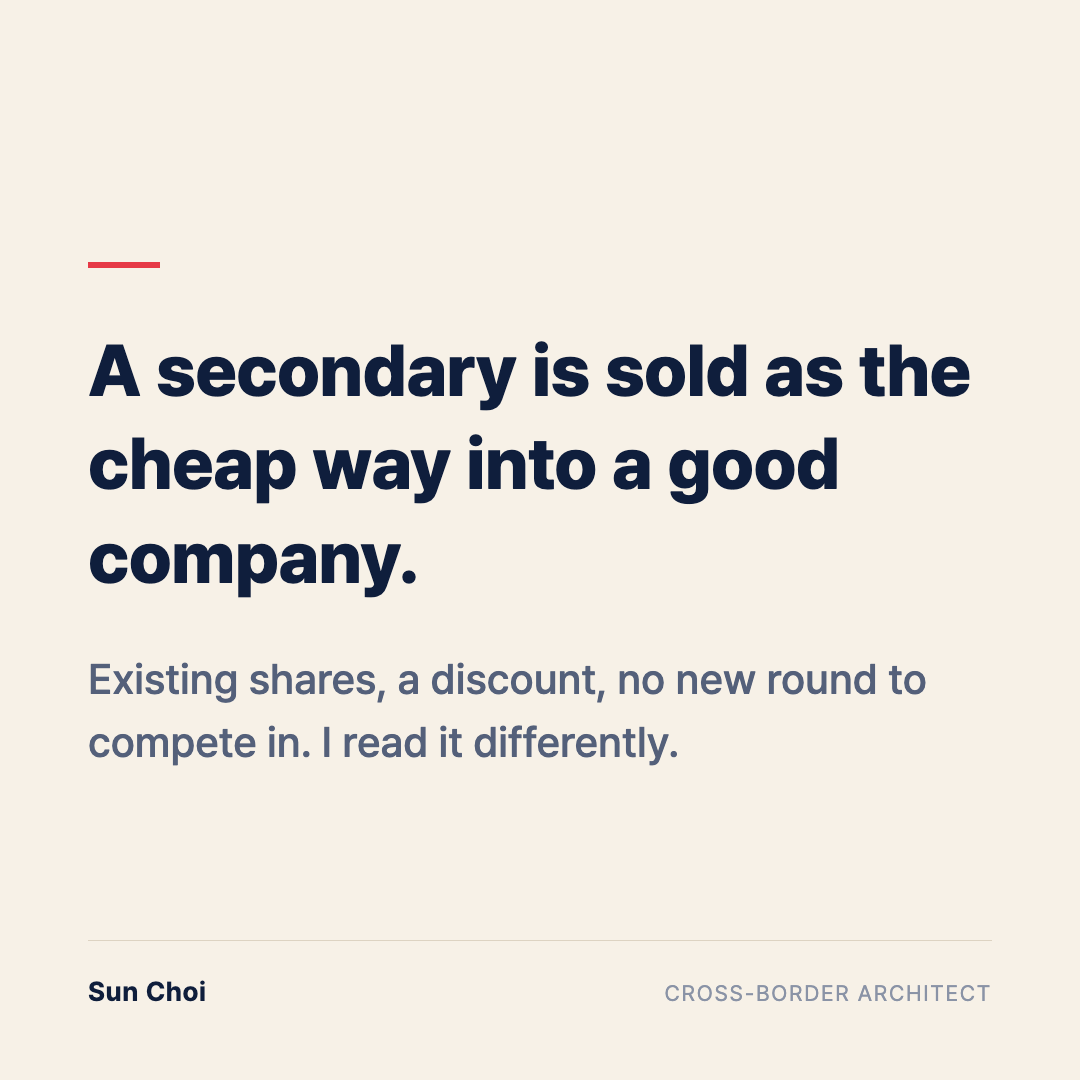 A secondary is sold as the
cheap way into a good
company.
Existing shares, a discount, no new round to
compete in. I read it differently.
Sun Choi
CROSS-BORDER ARCHITECT